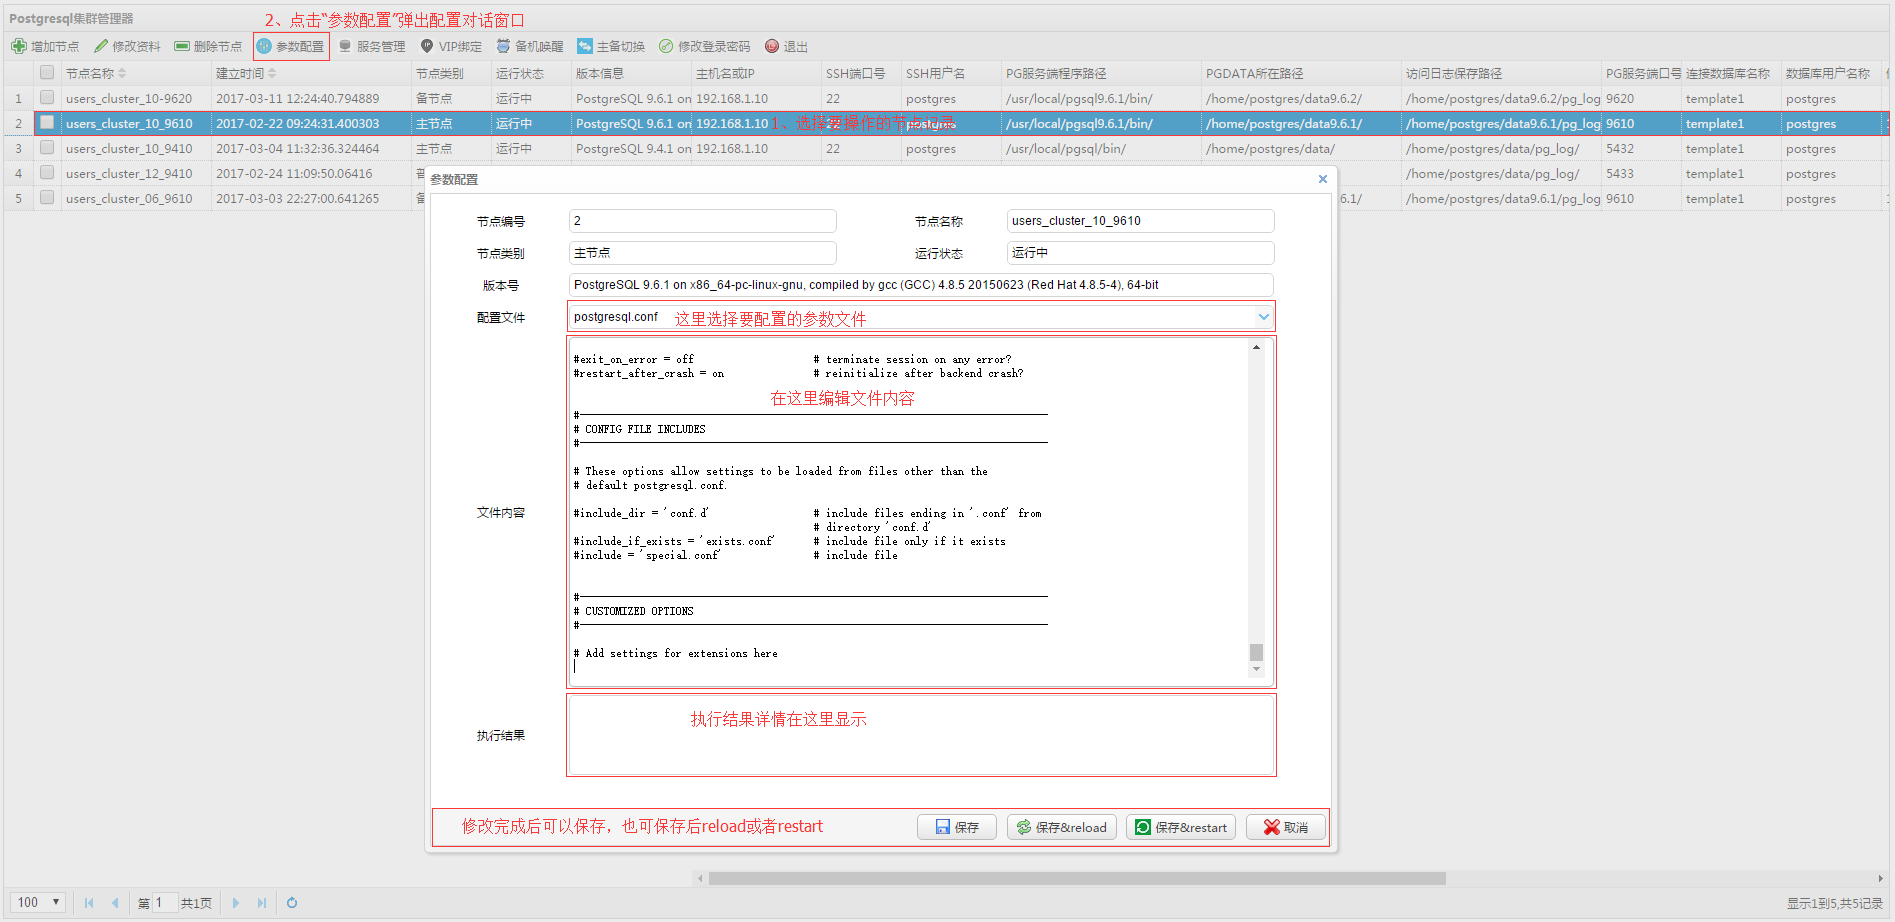 Postgresql集群管理器
2、点击“参数配置”弹出配置对话窗口
增加节点 修改资料 删除节点 参数配置 服务管理 VIP绑定 备机唤醒 主备切换 修改登录密码 退出
节点名称 建立时间 节点类别 运行状态 版本信息 主机名或IP SSH端口号 SSH用户名 PG服务端程序路径 PGDATA所在路径 访问日志保存路径 PG服务端口号 连接数据库名称 数据库用户名称
1 users_cluster_10-9620 2017-03-11 12:24:40.794889 备节点 运行中 PostgreSQL 9.6.1 on 192.168.1.10 22 postgres /usr/local/pgsql9.6.1/bin/ /home/postgres/data9.6.2/ /home/postgres/data9.6.2/pg_log 9620 template1 postgres
2 users_cluster_10_9610 2017-02-22 09:24:31.400303 主节点 运行中 PostgreSQL 9.6.1 on 192.168.1.10 postgres /usr/local/pgsql9.6.1/bin/ /home/postgres/data9.6.1/ /home/postgres/data9.6.1/pg_log 9610 template1 postgres
1、选择要操作的节点记录
3 users_cluster_10_9410 2017-03-04 11:32:36.324464 主节点 运行中 PostgreSQL 9.4.1 on 192.168.1.10 22 postgres /usr/local/pgsql/bin/ /home/postgres/data/ /home/postgres/data/pg_log/ 5432 template1 postgres
4 users_cluster_12_9410 2017-02-24 11:09:50.06416 /home/postgres/data/pg_log/ 5433 template1 postgres
5 users_cluster_06_9610 2017-03-03 22:27:00.641265 6.1/ /home/postgres/data9.6.1/pg_log 9610 template1 postgres
参数配置
节点编号 2 节点名称 users_cluster_10_9610
节点类别 主节点 运行状态 运行中
版本号 PostgreSQL 9.6.1 on x86_64-pc-linux-gnu, compiled by gcc (GCC) 4.8.5 20150623 (Red Hat 4.8.5-4), 64-bit
配置文件 postgresql.conf 这里选择要配置的参数文件
#exit_on_error = off # terminate session on any error?
#restart_after_crash = on # reinitialize after backend crash?
在这里编辑文件内容
#------------------------------------------------------------------------------
# CONFIG FILE INCLUDES
#------------------------------------------------------------------------------
# These options allow settings to be loaded from files other than the
# default postgresql.conf.
文件内容
#include_dir = 'conf.d' # include files ending in '.conf' from
# directory 'conf.d'
#include_if_exists = 'exists.conf' # include file only if it exists
#include = 'special.conf' # include file
#------------------------------------------------------------------------------
# CUSTOMIZED OPTIONS
#------------------------------------------------------------------------------
# Add settings for extensions here
执行结果 执行结果详情在这里显示
修改完成后可以保存，也可保存后reload或者restart
保存 保存&reload 保存&restart 取消
100 第 1 共1页 显示1到5,共5记录